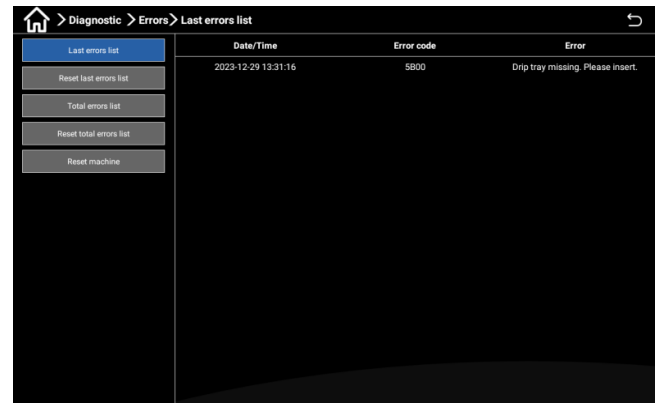 > Diagnostic > Errors > Last errors list
Last errors list
Reset last errors list
Total errors list
Reset total errors list
Reset machine
Date/Time Error code Error
2023-12-29 13:31:16 5B00 Drip tray missing. Please insert.